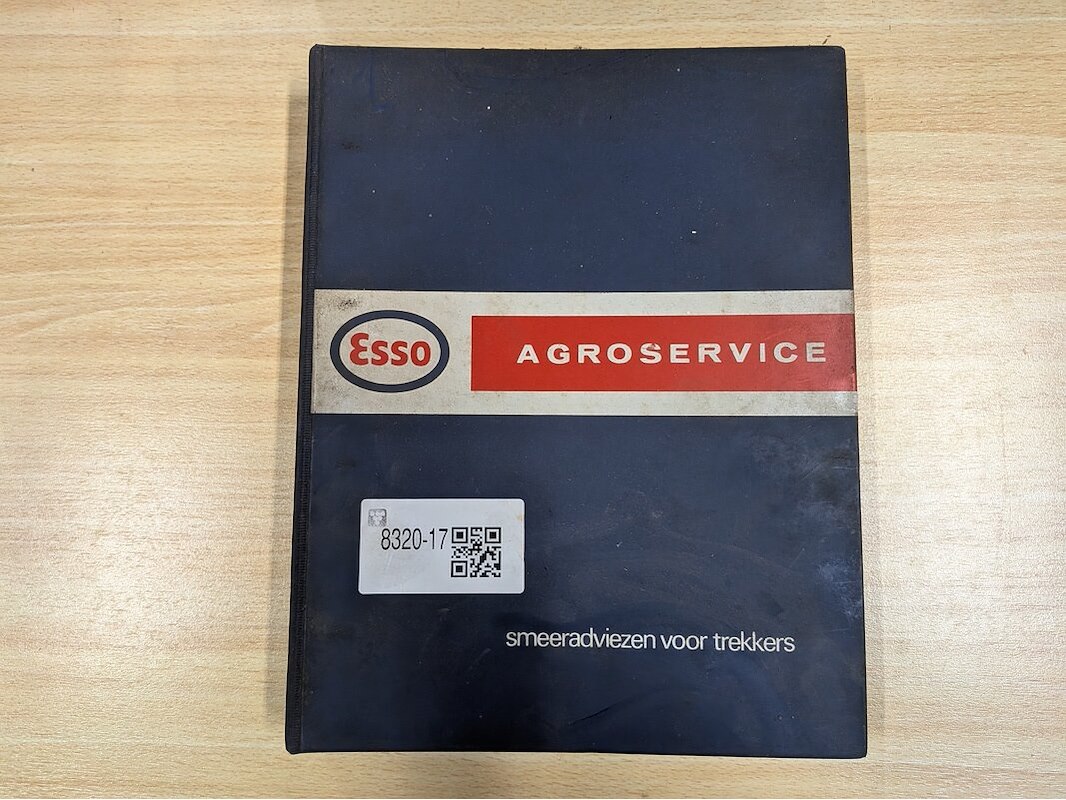 Esso
AGROSERVICE
8320-17
smeeradviezen voor trekkers